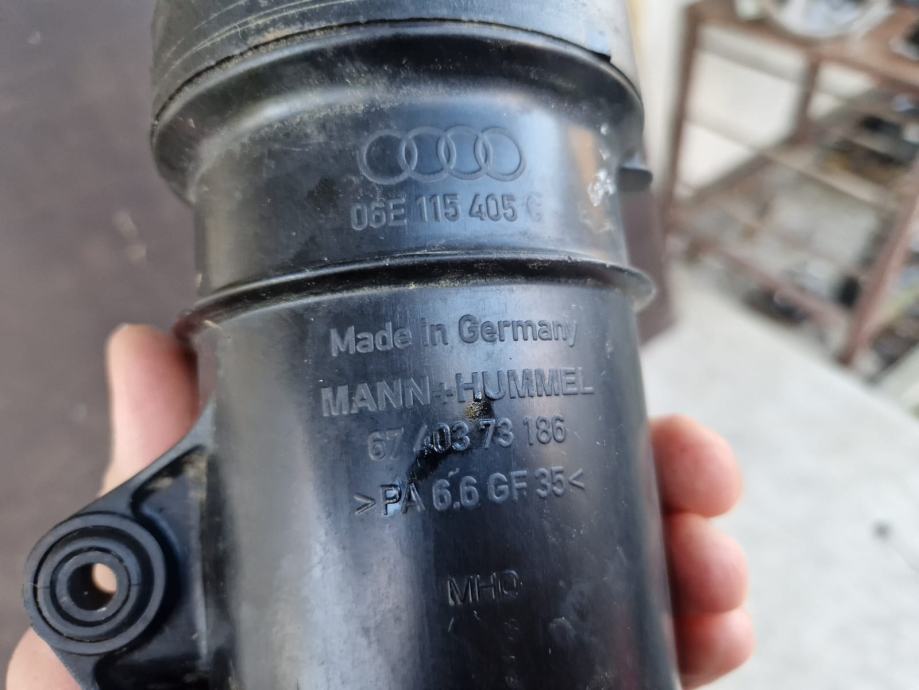 06E 115 405 C
Made in Germany
MANN+HUMMEL
67 403 73 186
>PA 6.6 GF 35<
MHO